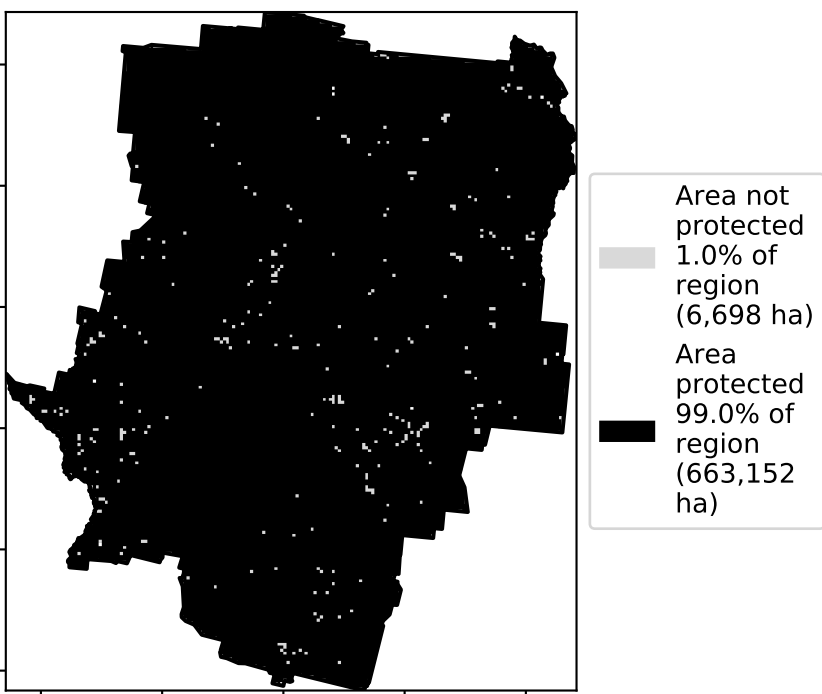 Area not
protected
1.0% of
region
(6,698 ha)
Area
protected
99.0% of
region
(663,152
ha)